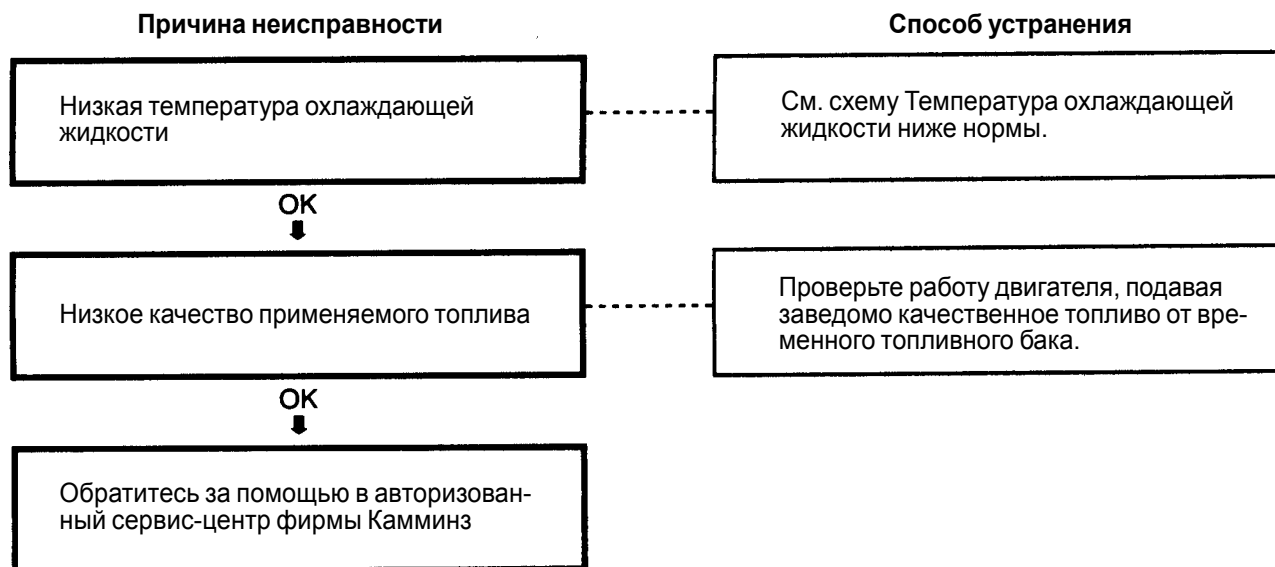 Причина неисправности
Способ устранения
Низкая температура охлаждающей
жидкости
См. схему Температура охлаждающей
жидкости ниже нормы.
OK
Низкое качество применяемого топлива
Проверьте работу двигателя, подавая
заведомо качественное топливо от вре-
менного топливного бака.
OK
Обратитесь за помощью в авторизован-
ный сервис-центр фирмы Камминз